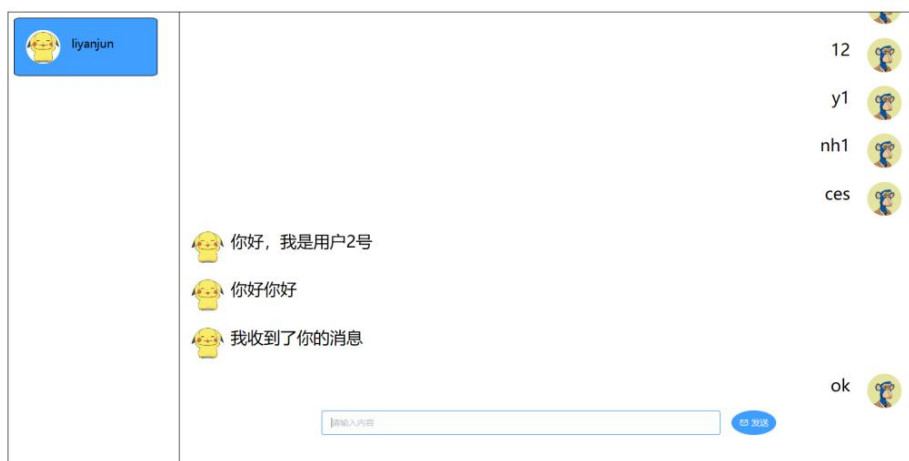 liyanjun
12
y1
nh1
ces
你好，我是用户2号
你好你好
我收到了你的消息
ok
请输入内容
发送